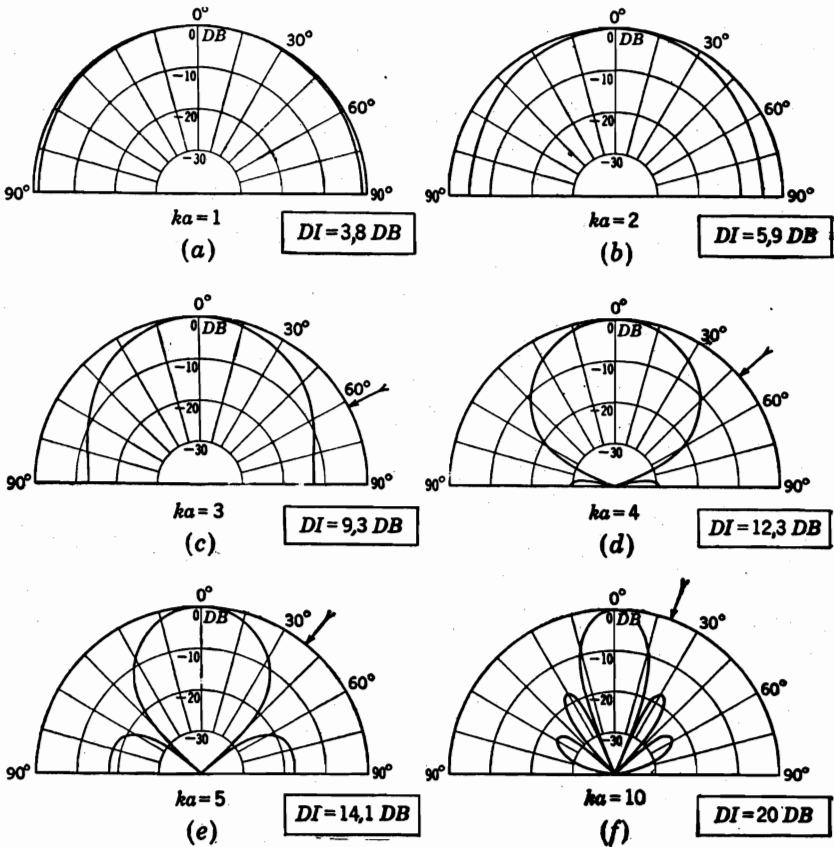 0° 0°
0 DB 30° 0 DB 30°
−10 −10
−20 60° −20 60°
−30 −30
90° 90° 90° 90°
ka=1 ka=2
(a) DI=3,8 DB (b) DI=5,9 DB
0° 0°
0 DB 30° 0 DB 30°
−10 60° −10
−20 −20 60°
−30 −30
90° 90° 90° 90°
ka=3 ka=4
(c) DI=9,3 DB (d) DI=12,3 DB
0° 0°
0 DB 30° 0 DB 30°
−10 −10
−20 60° −20 60°
−30 −30
90° 90° 90° 90°
ka=5 ka=10
(e) DI=14,1 DB (f) DI=20 DB